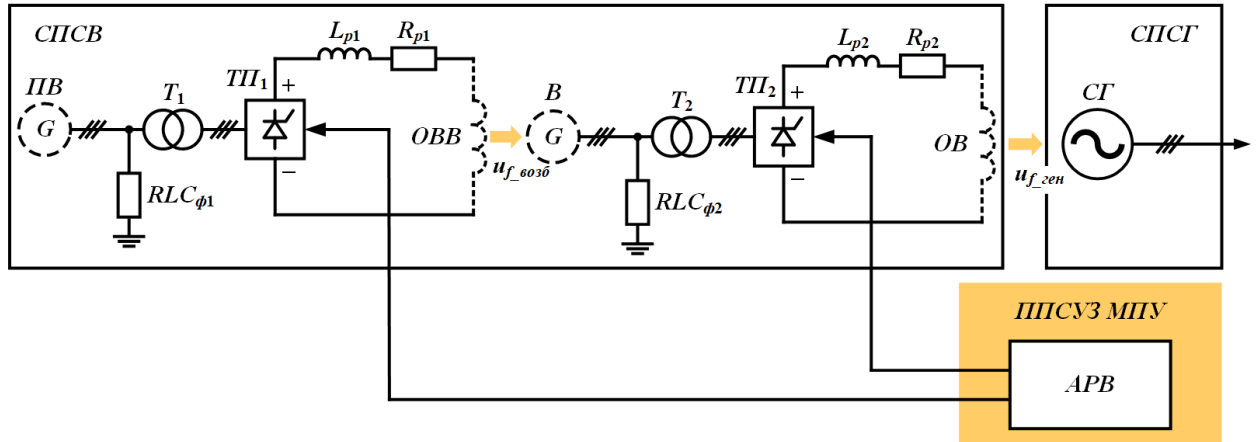 СПСВ
ПВ
G
T1
ТП1
+
−
Lр1
Rр1
RLCф1
ОВВ
uf_возб
В
G
T2
ТП2
+
−
Lр2
Rр2
RLCф2
ОВ
uf_ген
СПСГ
СГ
ППСУЗ МПУ
АРВ